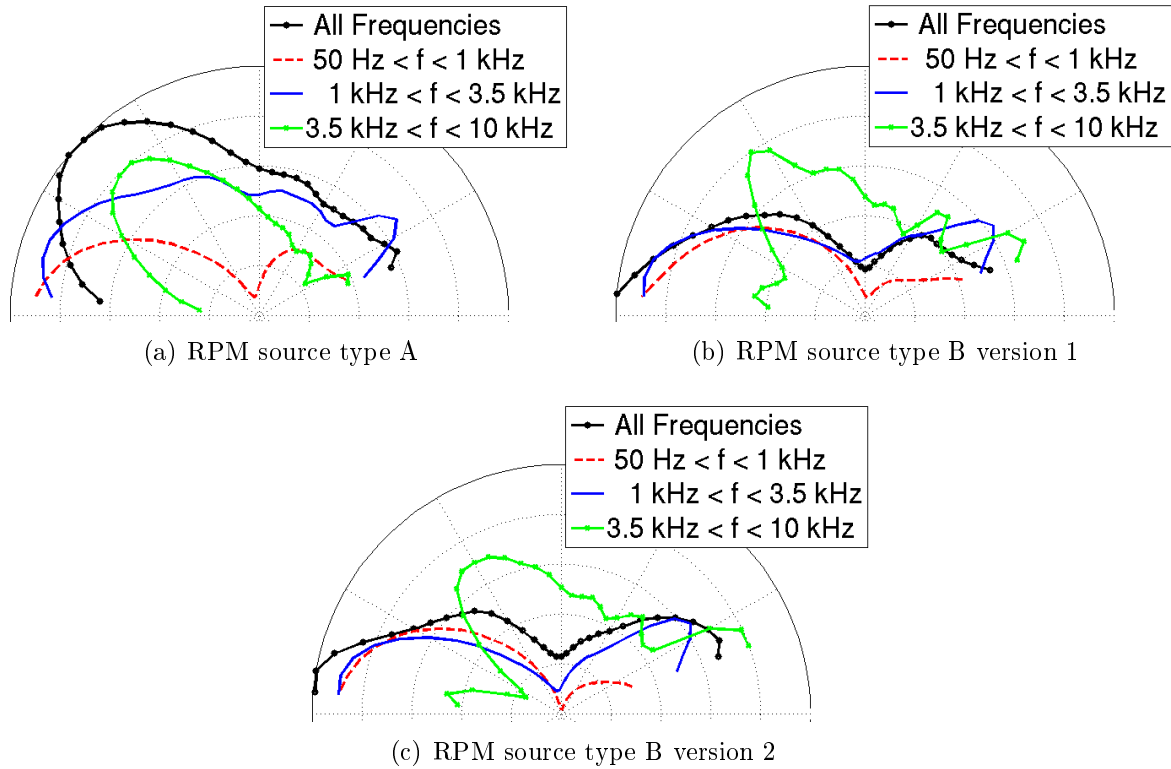 All Frequencies
50 Hz < f < 1 kHz
1 kHz < f < 3.5 kHz
3.5 kHz < f < 10 kHz
(a) RPM source type A
All Frequencies
50 Hz < f < 1 kHz
1 kHz < f < 3.5 kHz
3.5 kHz < f < 10 kHz
(b) RPM source type B version 1
All Frequencies
50 Hz < f < 1 kHz
1 kHz < f < 3.5 kHz
3.5 kHz < f < 10 kHz
(c) RPM source type B version 2